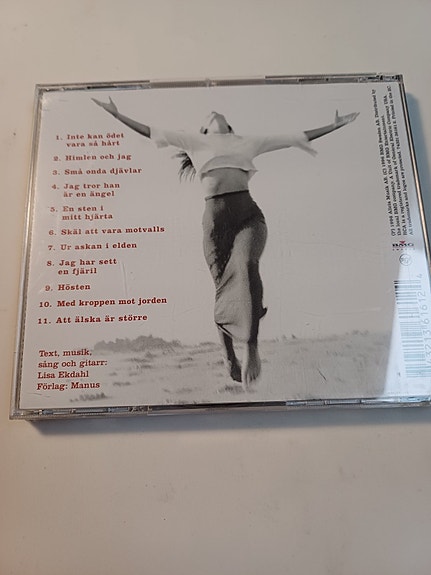 1. Inte kan ödet
vara så hårt
2. Himlen och jag
3. Små onda djävlar
4. Jag tror han
är en ängel
5. En sten i
mitt hjärta
6. Skäl att vara motvalls
7. Ur askan i elden
8. Jag har sett
en fjäril
9. Hösten
10. Med kroppen mot jorden
11. Att älska är större
Text, musik,
sång och gitarr:
Lisa Ekdahl
Förlag: Manus
BMG